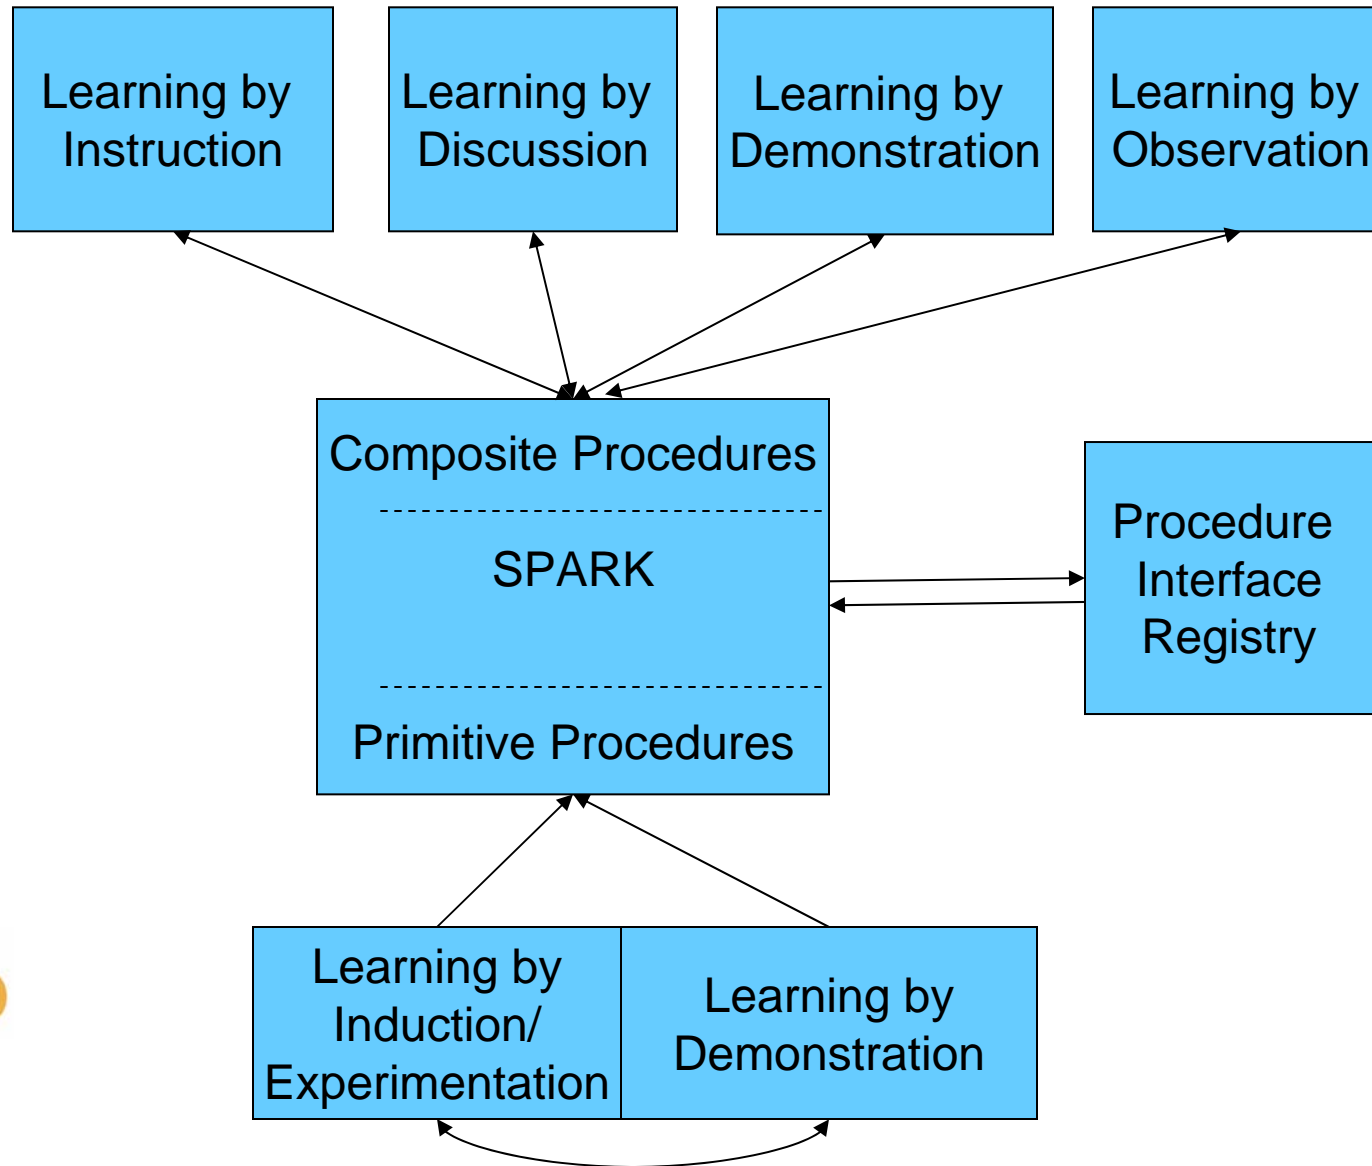 Learning by
Instruction
Learning by
Discussion
Learning by
Demonstration
Learning by
Observation
Composite Procedures
SPARK
Primitive Procedures
Procedure
Interface
Registry
Learning by
Induction/
Experimentation
Learning by
Demonstration